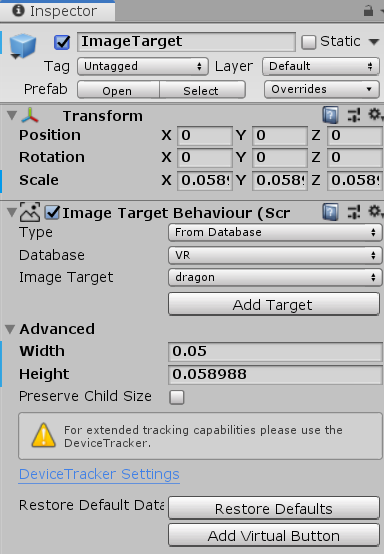 Inspector
ImageTarget
Static
Tag Untagged Layer Default
Prefab Open Select Overrides
Transform
Position X 0 Y 0 Z 0
Rotation X 0 Y 0 Z 0
Scale X 0.058 Y 0.058 Z 0.058
Image Target Behaviour (Scr
Type From Database
Database VR
Image Target dragon
Add Target
Advanced
Width 0.05
Height 0.058988
Preserve Child Size
For extended tracking capabilities please use the
DeviceTracker.
DeviceTracker Settings
Restore Default Data Restore Defaults
Add Virtual Button